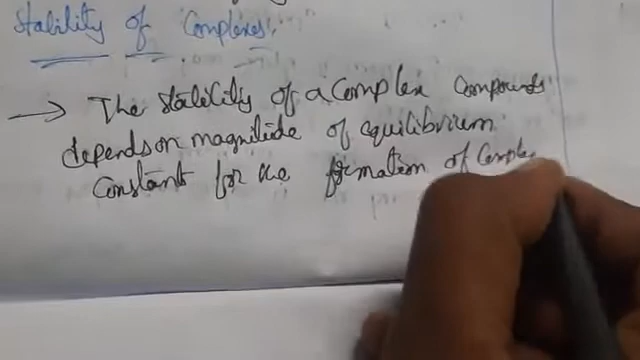 Stability of Complexes.
→ The stability of a complex compounds
depends on magnitude of equilibrium
constant for the formation of Comple